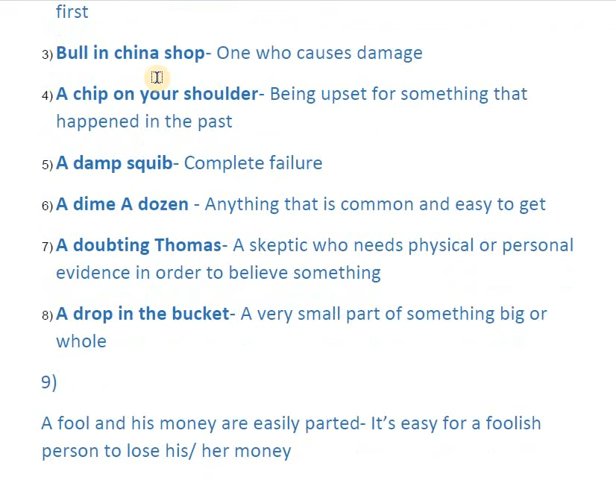 first
3) Bull in china shop- One who causes damage
4) A chip on your shoulder- Being upset for something that
happened in the past
5) A damp squib- Complete failure
6) A dime A dozen - Anything that is common and easy to get
7) A doubting Thomas- A skeptic who needs physical or personal
evidence in order to believe something
8) A drop in the bucket- A very small part of something big or
whole
9)
A fool and his money are easily parted- It’s easy for a foolish
person to lose his/ her money